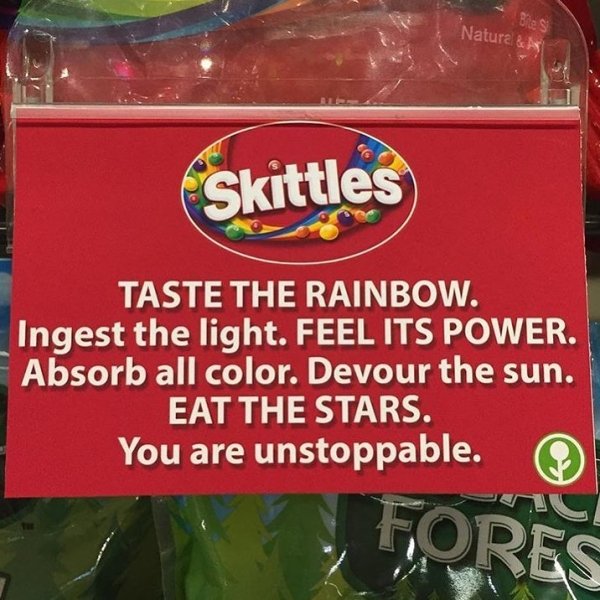 Natural &
Skittles
TASTE THE RAINBOW.
Ingest the light. FEEL ITS POWER.
Absorb all color. Devour the sun.
EAT THE STARS.
You are unstoppable.